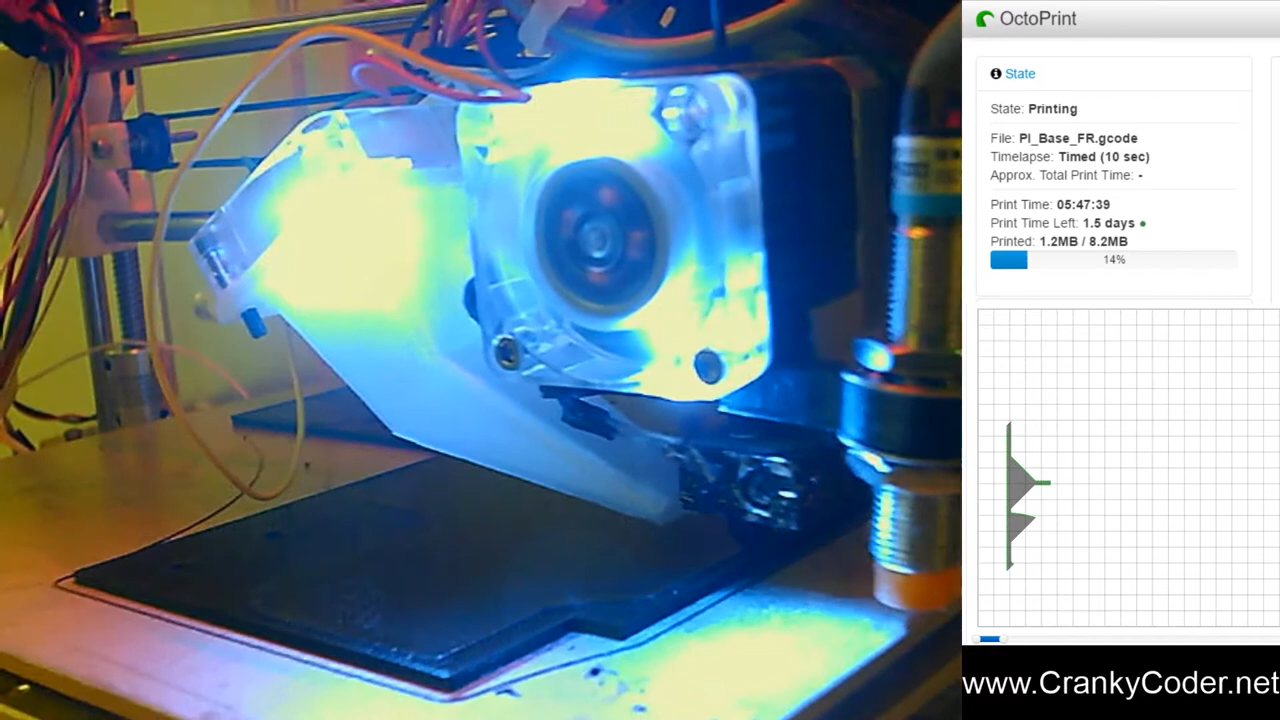 OctoPrint
State
State: Printing
File: PI_Base_FR.gcode
Timelapse: Timed (10 sec)
Approx. Total Print Time: -
Print Time: 05:47:39
Print Time Left: 1.5 days
Printed: 1.2MB / 8.2MB
14%
www.CrankyCoder.net